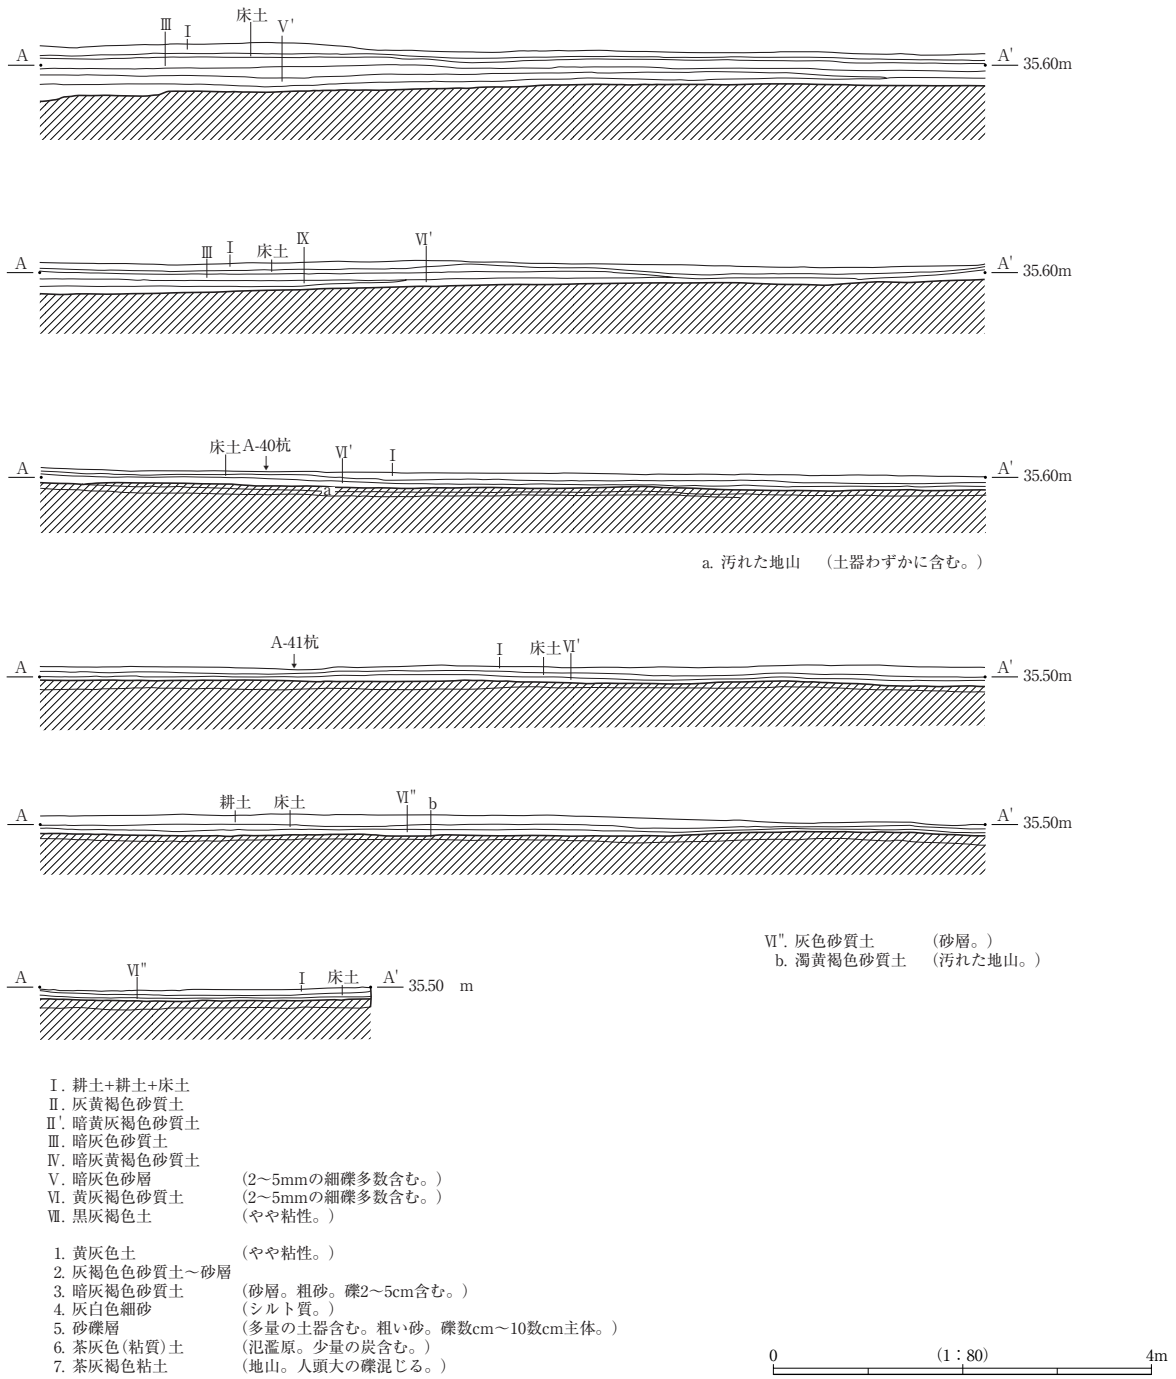 床土
Ⅲ Ⅰ Ⅴ'
A A' 35.60m
Ⅲ Ⅰ 床土 Ⅸ Ⅵ'
A A' 35.60m
床土 A-40杭 Ⅵ' Ⅰ
A A' 35.60m
a
a. 汚れた地山 （土器わずかに含む。）
A-41杭 Ⅰ 床土 Ⅵ'
A A' 35.50m
耕土 床土 Ⅵ" b
A A' 35.50m
Ⅵ". 灰色砂質土 （砂層。）
b. 濁黄褐色砂質土 （汚れた地山。）
Ⅵ" Ⅰ 床土
A A' 35.50 m
Ⅰ. 耕土+耕土+床土
Ⅱ. 灰黄褐色砂質土
Ⅱ'. 暗黄灰褐色砂質土
Ⅲ. 暗灰色砂質土
Ⅳ. 暗灰黄褐色砂質土
Ⅴ. 暗灰色砂層 （2〜5mmの細礫多数含む。）
Ⅵ. 黄灰褐色砂質土 （2〜5mmの細礫多数含む。）
Ⅶ. 黒灰褐色土 （やや粘性。）
1. 黄灰色土 （やや粘性。）
2. 灰褐色色砂質土〜砂層
3. 暗灰褐色砂質土 （砂層。粗砂。礫2〜5cm含む。）
4. 灰白色細砂 （シルト質。）
5. 砂礫層 （多量の土器含む。粗い砂。礫数cm〜10数cm主体。）
6. 茶灰色（粘質）土 （氾濫原。少量の炭含む。）
7. 茶灰褐色粘土 （地山。人頭大の礫混じる。）
0 （1：80） 4m